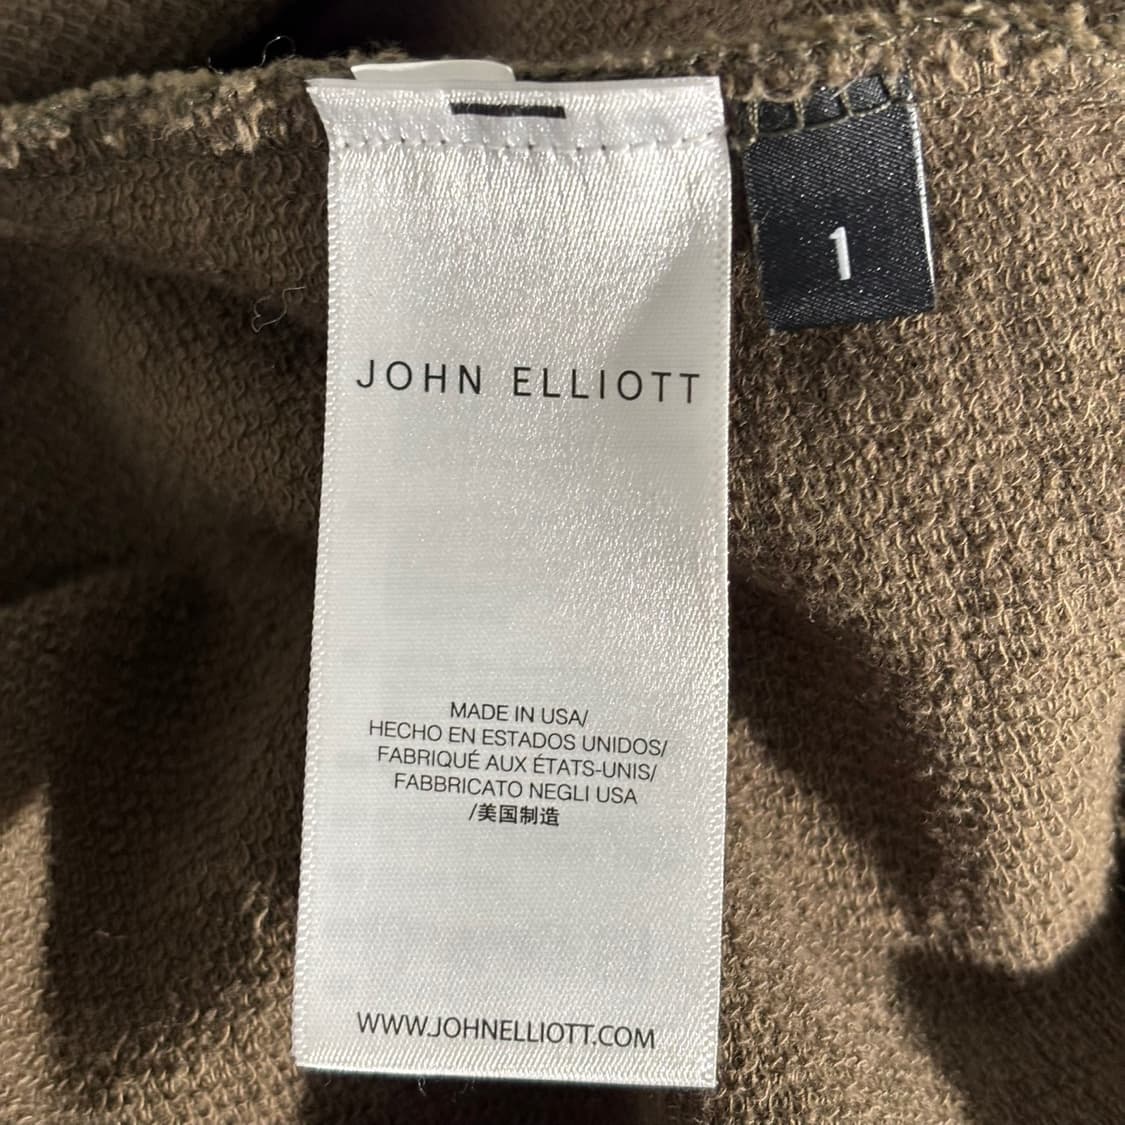 JOHN ELLIOTT
MADE IN USA/
HECHO EN ESTADOS UNIDOS/
FABRIQUÉ AUX ÉTATS-UNIS/
FABBRICATO NEGLI USA
/美国制造
WWW.JOHNELLIOTT.COM
1